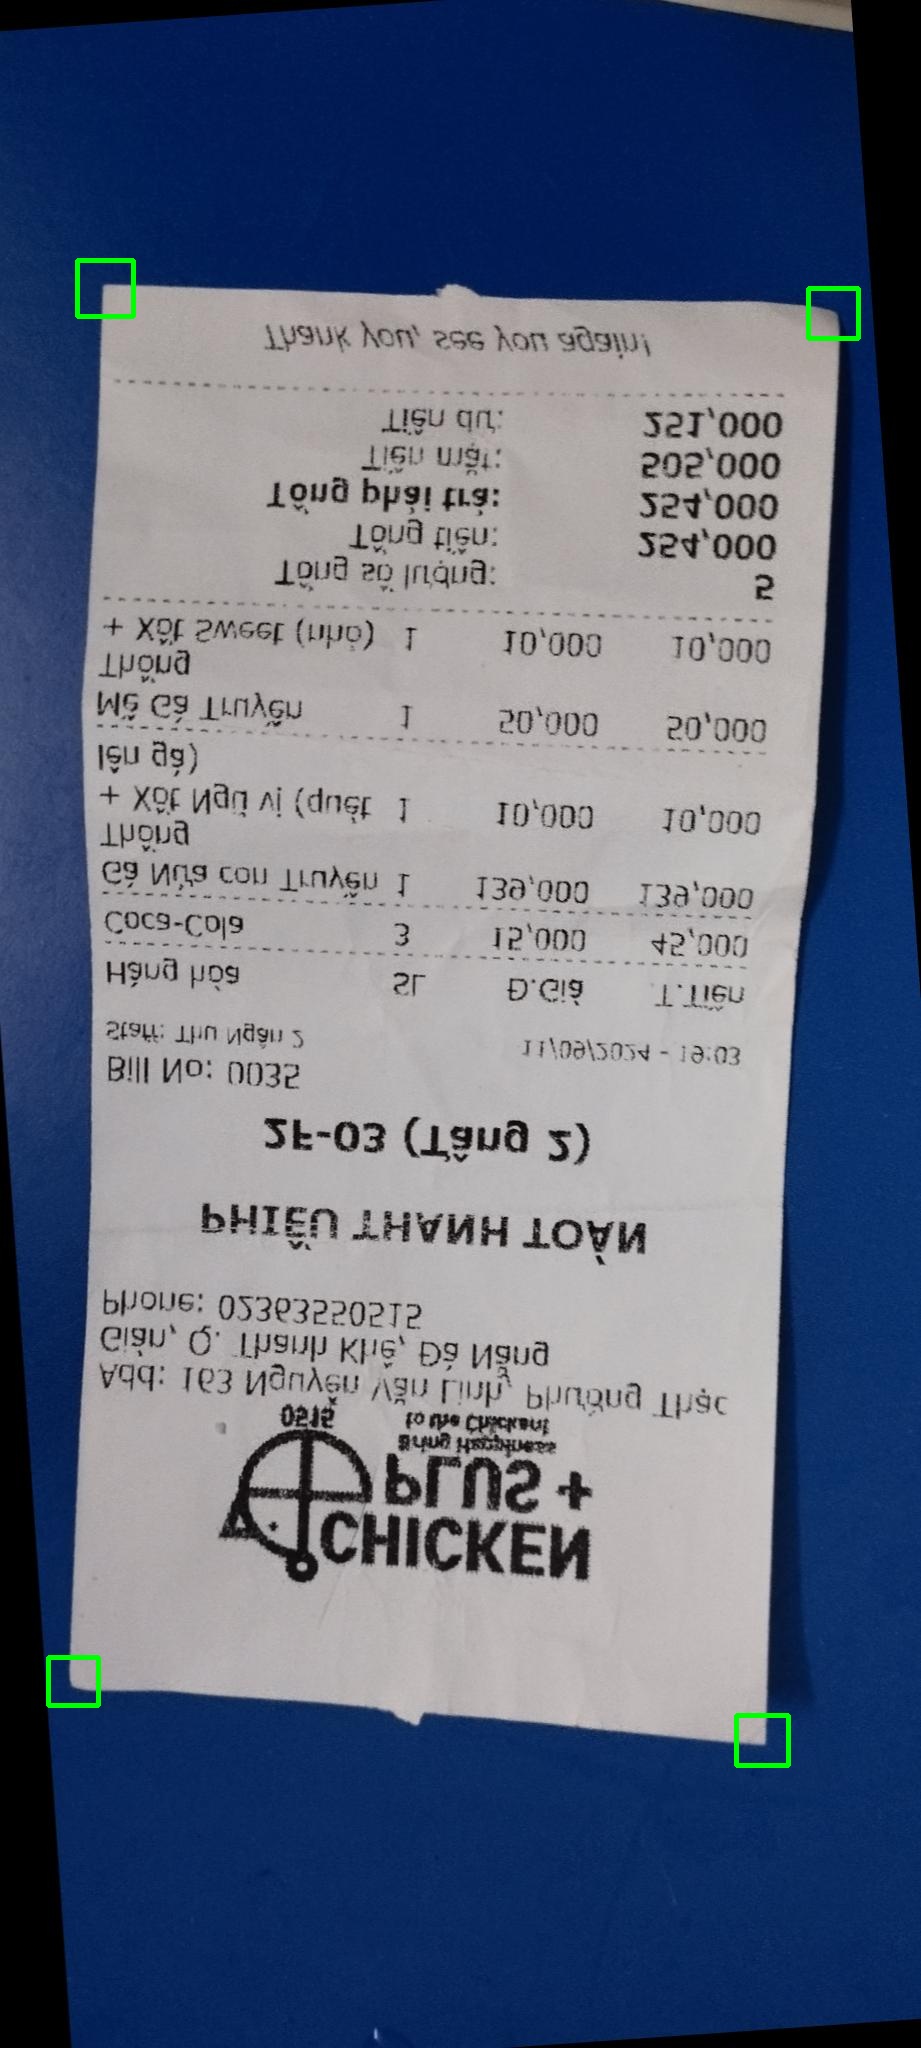 CHICKEN
PLUS +
Bring Happiness
to the Chickent
0515
Add: 163 Nguyễn Văn Linh, Phường Thạc
Gián, Q. Thanh Khê, Đà Nẵng
Phone: 02363550515
PHIẾU THANH TOÁN
2F-03 (Tầng 2)
Bill No: 0035
Staff: Thu Ngân 2 11/09/2024 - 19:03
Hàng hóa SL Đ.Giá T.Tiền
Coca-Cola 3 15,000 45,000
Gà Nửa con Truyền 1 139,000 139,000
Thống
+ Xốt Ngũ vị (quét 1 10,000 10,000
lên gà)
Mề Gà Truyền 1 50,000 50,000
Thống
+ Xốt Sweet (nhỏ) 1 10,000 10,000
Tổng số lượng: 5
Tổng tiền: 254,000
Tổng phải trả: 254,000
Tiền mặt: 505,000
Tiền dư: 251,000
Thank you, see you again!